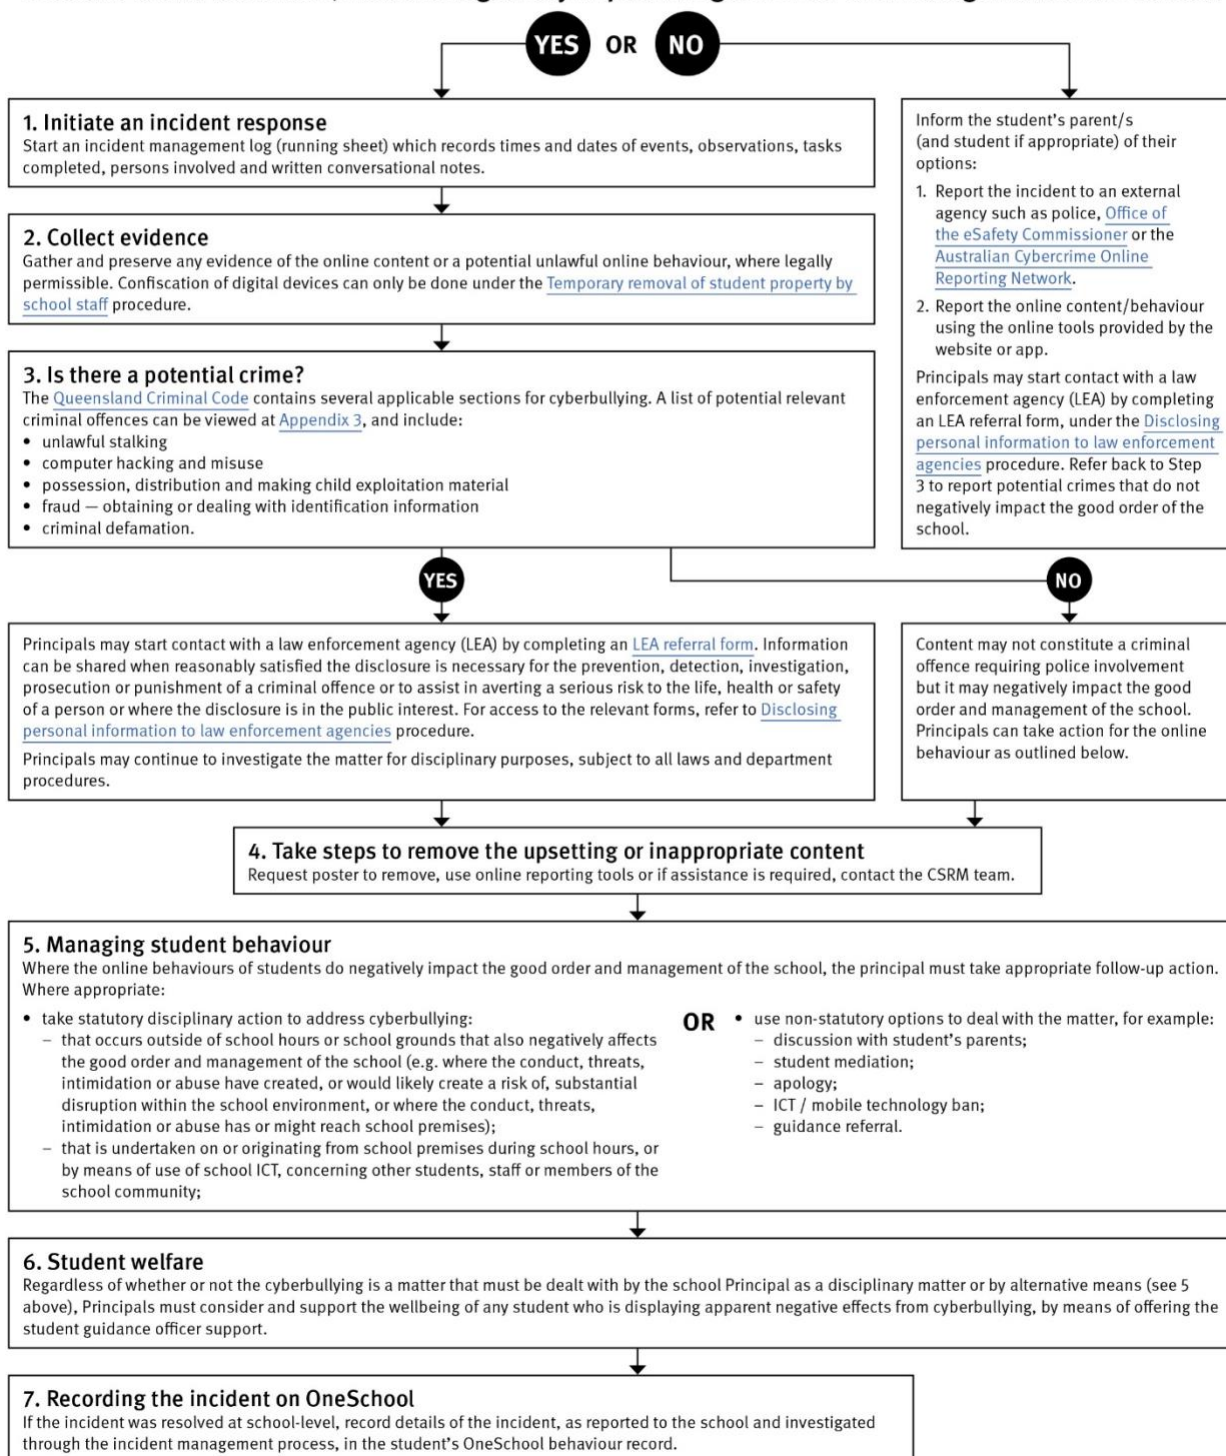 YES OR NO
1. Initiate an incident response
Start an incident management log (running sheet) which records times and dates of events, observations, tasks
completed, persons involved and written conversational notes.
2. Collect evidence
Gather and preserve any evidence of the online content or a potential unlawful online behaviour, where legally
permissible. Confiscation of digital devices can only be done under the Temporary removal of student property by
school staff procedure.
3. Is there a potential crime?
The Queensland Criminal Code contains several applicable sections for cyberbullying. A list of potential relevant
criminal offences can be viewed at Appendix 3, and include:
• unlawful stalking
• computer hacking and misuse
• possession, distribution and making child exploitation material
• fraud — obtaining or dealing with identification information
• criminal defamation.
Inform the student's parent/s
(and student if appropriate) of their
options:
1. Report the incident to an external
agency such as police, Office of
the eSafety Commissioner or the
Australian Cybercrime Online
Reporting Network.
2. Report the online content/behaviour
using the online tools provided by the
website or app.
Principals may start contact with a law
enforcement agency (LEA) by completing
an LEA referral form, under the Disclosing
personal information to law enforcement
agencies procedure. Refer back to Step
3 to report potential crimes that do not
negatively impact the good order of the
school.
YES
NO
Principals may start contact with a law enforcement agency (LEA) by completing an LEA referral form. Information
can be shared when reasonably satisfied the disclosure is necessary for the prevention, detection, investigation,
prosecution or punishment of a criminal offence or to assist in averting a serious risk to the life, health or safety
of a person or where the disclosure is in the public interest. For access to the relevant forms, refer to Disclosing
personal information to law enforcement agencies procedure.
Principals may continue to investigate the matter for disciplinary purposes, subject to all laws and department
procedures.
Content may not constitute a criminal
offence requiring police involvement
but it may negatively impact the good
order and management of the school.
Principals can take action for the online
behaviour as outlined below.
4. Take steps to remove the upsetting or inappropriate content
Request poster to remove, use online reporting tools or if assistance is required, contact the CSRM team.
5. Managing student behaviour
Where the online behaviours of students do negatively impact the good order and management of the school, the principal must take appropriate follow-up action.
Where appropriate:
• take statutory disciplinary action to address cyberbullying:
– that occurs outside of school hours or school grounds that also negatively affects
the good order and management of the school (e.g. where the conduct, threats,
intimidation or abuse have created, or would likely create a risk of, substantial
disruption within the school environment, or where the conduct, threats,
intimidation or abuse has or might reach school premises);
– that is undertaken on or originating from school premises during school hours, or
by means of use of school ICT, concerning other students, staff or members of the
school community;
OR
• use non-statutory options to deal with the matter, for example:
– discussion with student's parents;
– student mediation;
– apology;
– ICT / mobile technology ban;
– guidance referral.
6. Student welfare
Regardless of whether or not the cyberbullying is a matter that must be dealt with by the school Principal as a disciplinary matter or by alternative means (see 5
above), Principals must consider and support the wellbeing of any student who is displaying apparent negative effects from cyberbullying, by means of offering the
student guidance officer support.
7. Recording the incident on OneSchool
If the incident was resolved at school-level, record details of the incident, as reported to the school and investigated
through the incident management process, in the student's OneSchool behaviour record.